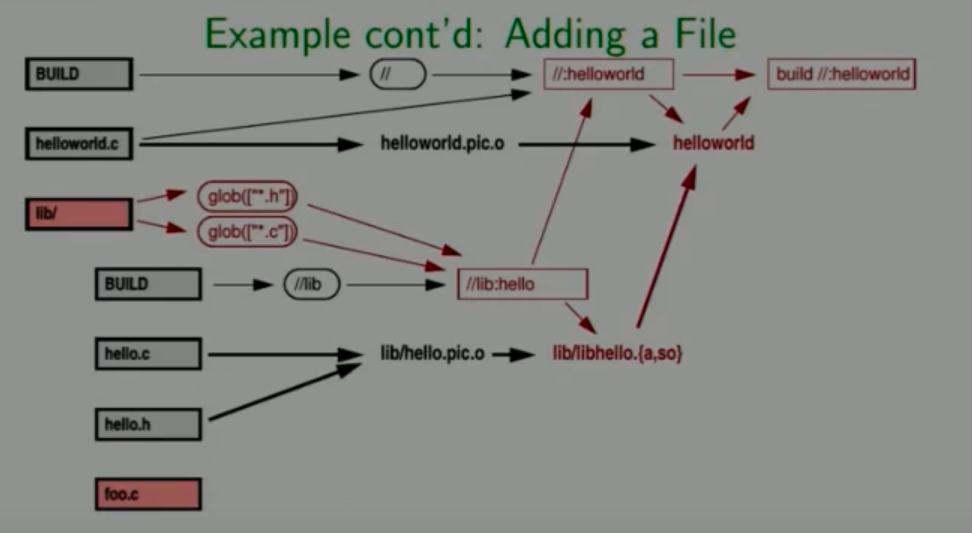 Example cont'd: Adding a File
BUILD
//
//:helloworld
build //:helloworld
helloworld.c
helloworld.pic.o
helloworld
lib/
glob(["*.h"])
glob(["*.c"])
BUILD
//lib
//lib:hello
hello.c
lib/hello.pic.o
lib/libhello.{a,so}
hello.h
foo.c